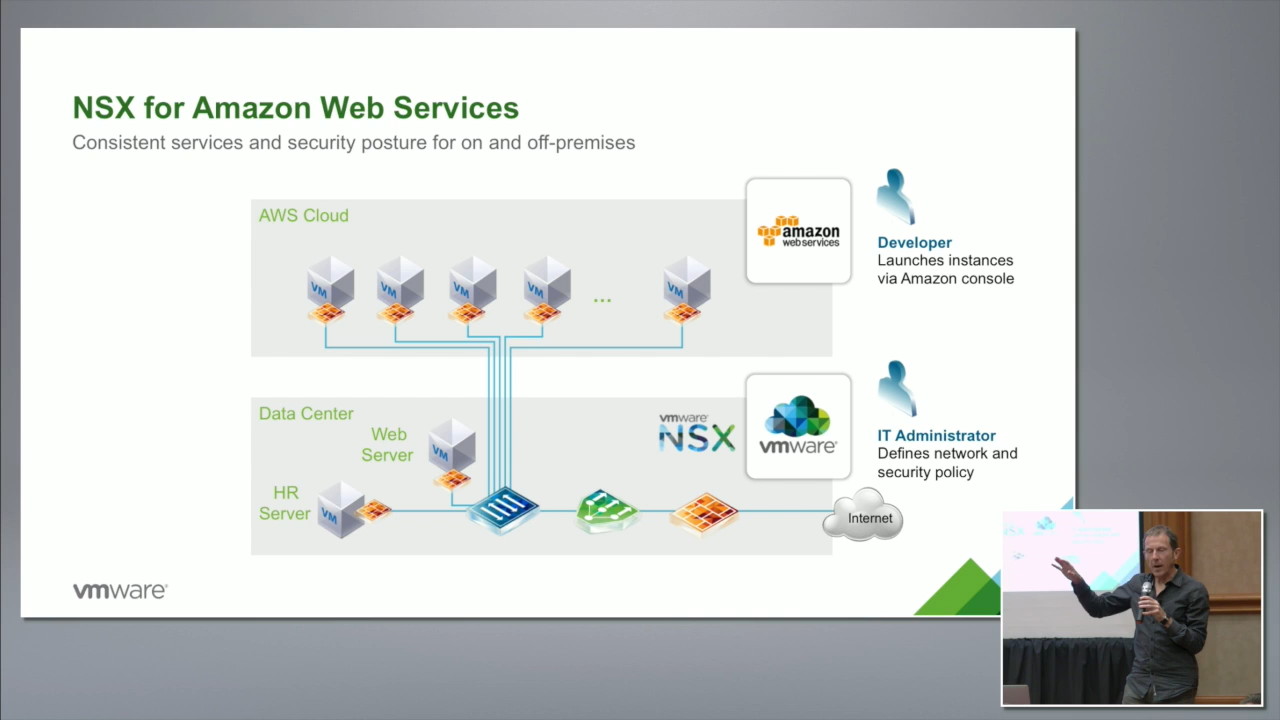 NSX for Amazon Web Services
Consistent services and security posture for on and off-premises
AWS Cloud
VM
VM
VM
VM
...
VM
amazon
web services
Developer
Launches instances
via Amazon console
Data Center
Web
Server
VM
HR
Server
VM
vmware®
NSX
vmware®
IT Administrator
Defines network and
security policy
Internet
vmware®